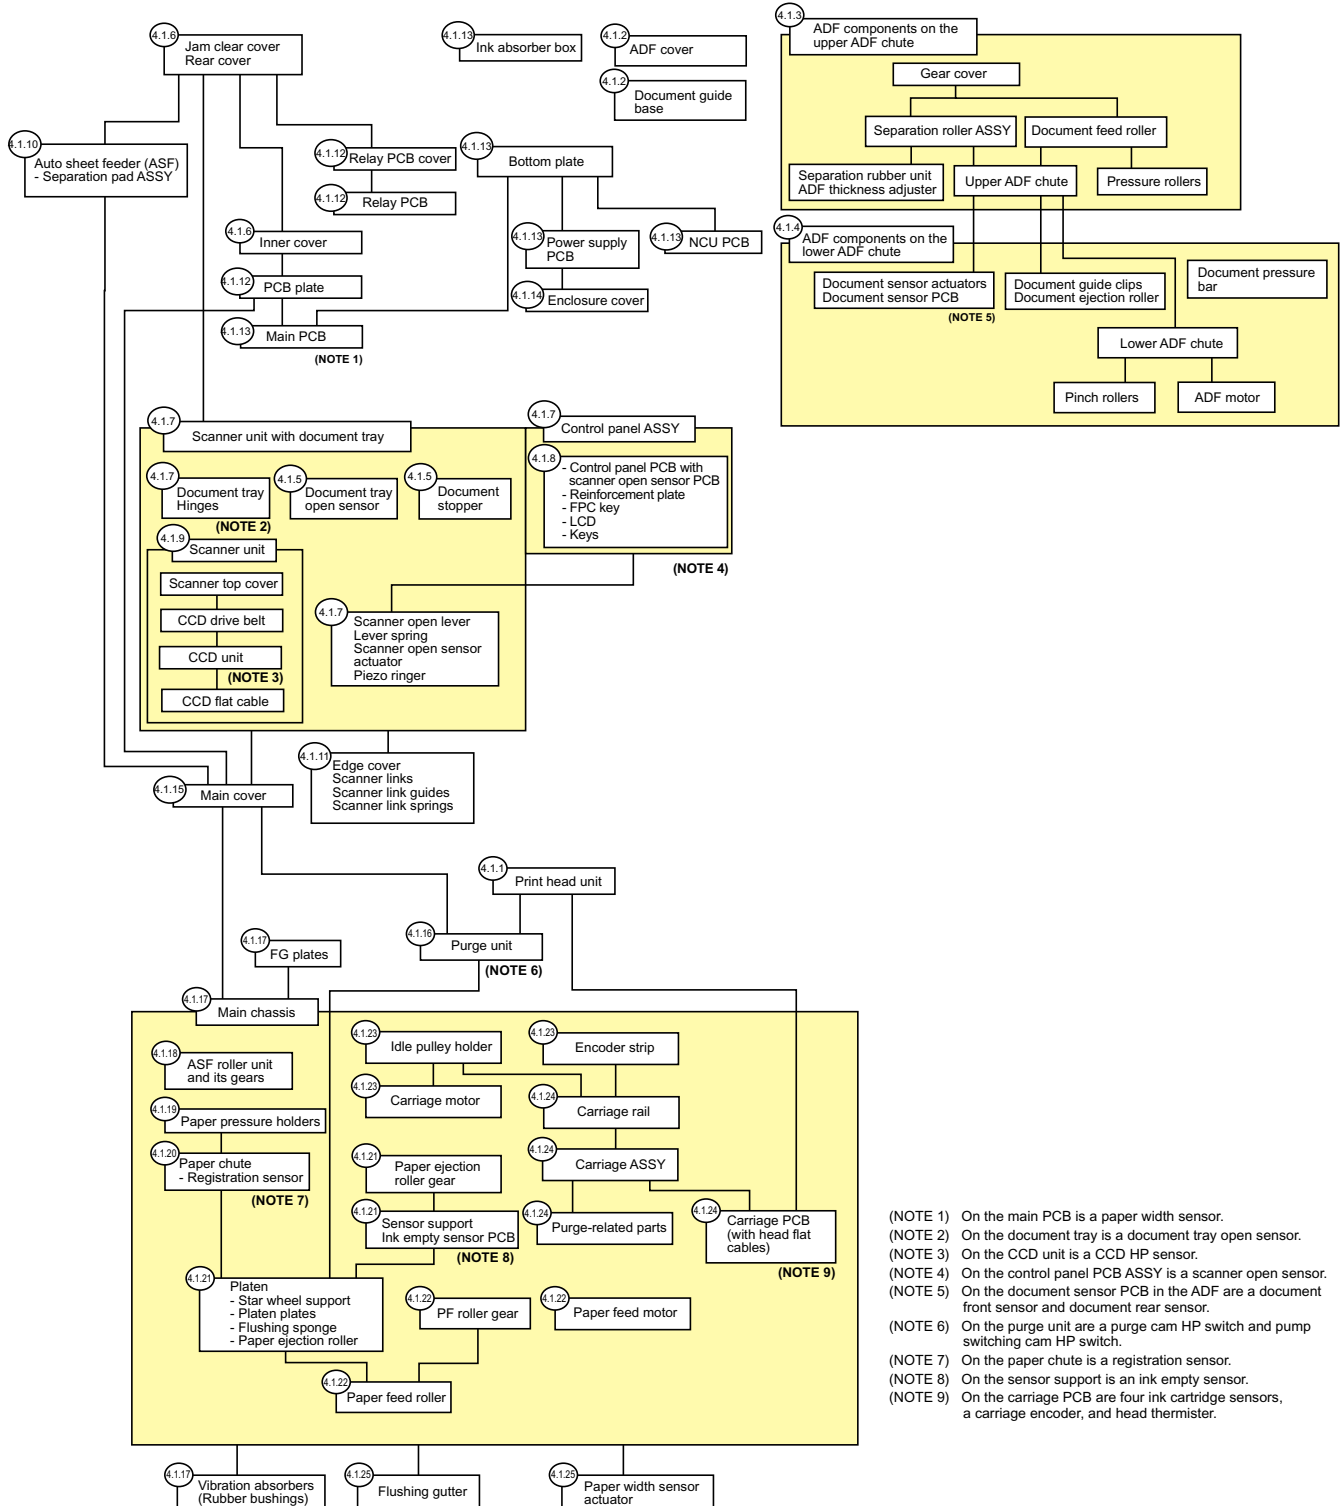 4.1.6
Jam clear cover
Rear cover
4.1.13
Ink absorber box
4.1.2
ADF cover
4.1.2
Document guide
base
4.1.3
ADF components on the
upper ADF chute
Gear cover
Separation roller ASSY
Document feed roller
Separation rubber unit
ADF thickness adjuster
Upper ADF chute
Pressure rollers
4.1.4
ADF components on the
lower ADF chute
Document sensor actuators
Document sensor PCB
(NOTE 5)
Document guide clips
Document ejection roller
Document pressure
bar
Lower ADF chute
Pinch rollers
ADF motor
4.1.10
Auto sheet feeder (ASF)
- Separation pad ASSY
4.1.12
Relay PCB cover
4.1.12
Relay PCB
4.1.13
Bottom plate
4.1.6
Inner cover
4.1.13
Power supply
PCB
4.1.13
NCU PCB
4.1.12
PCB plate
4.1.14
Enclosure cover
4.1.13
Main PCB
(NOTE 1)
4.1.7
Scanner unit with document tray
4.1.7
Control panel ASSY
4.1.7
Document tray
Hinges
(NOTE 2)
4.1.5
Document tray
open sensor
4.1.5
Document
stopper
4.1.8
- Control panel PCB with
scanner open sensor PCB
- Reinforcement plate
- FPC key
- LCD
- Keys
(NOTE 4)
4.1.9
Scanner unit
Scanner top cover
CCD drive belt
CCD unit
(NOTE 3)
CCD flat cable
4.1.7
Scanner open lever
Lever spring
Scanner open sensor
actuator
Piezo ringer
4.1.11
Edge cover
Scanner links
Scanner link guides
Scanner link springs
4.1.15
Main cover
4.1.1
Print head unit
4.1.16
Purge unit
(NOTE 6)
4.1.17
FG plates
4.1.17
Main chassis
4.1.18
ASF roller unit
and its gears
4.1.23
Idle pulley holder
4.1.23
Encoder strip
4.1.23
Carriage motor
4.1.24
Carriage rail
4.1.19
Paper pressure holders
4.1.20
Paper chute
- Registration sensor
(NOTE 7)
4.1.21
Paper ejection
roller gear
4.1.24
Carriage ASSY
4.1.21
Sensor support
Ink empty sensor PCB
(NOTE 8)
4.1.24
Purge-related parts
4.1.24
Carriage PCB
(with head flat
cables)
(NOTE 9)
4.1.21
Platen
- Star wheel support
- Platen plates
- Flushing sponge
- Paper ejection roller
4.1.22
PF roller gear
4.1.22
Paper feed motor
4.1.22
Paper feed roller
4.1.17
Vibration absorbers
(Rubber bushings)
4.1.25
Flushing gutter
4.1.25
Paper width sensor
actuator
(NOTE 1) On the main PCB is a paper width sensor.
(NOTE 2) On the document tray is a document tray open sensor.
(NOTE 3) On the CCD unit is a CCD HP sensor.
(NOTE 4) On the control panel PCB ASSY is a scanner open sensor.
(NOTE 5) On the document sensor PCB in the ADF are a document
front sensor and document rear sensor.
(NOTE 6) On the purge unit are a purge cam HP switch and pump
switching cam HP switch.
(NOTE 7) On the paper chute is a registration sensor.
(NOTE 8) On the sensor support is an ink empty sensor.
(NOTE 9) On the carriage PCB are four ink cartridge sensors,
a carriage encoder, and head thermister.